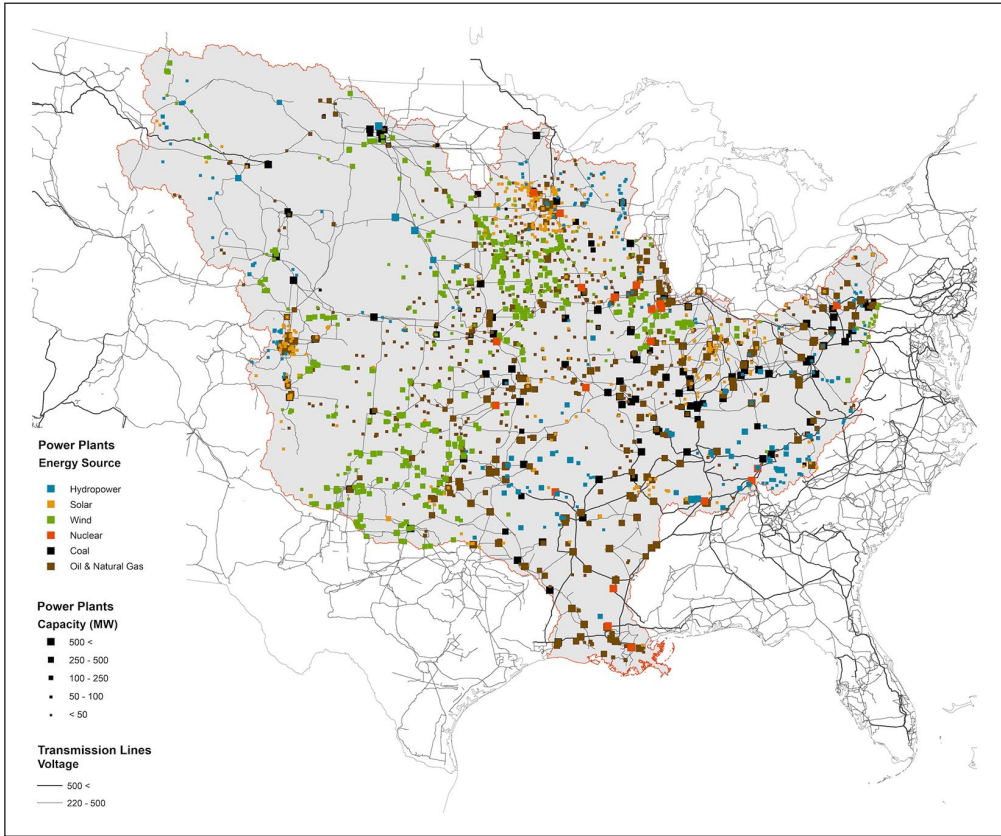 Power Plants
Energy Source
Hydropower
Solar
Wind
Nuclear
Coal
Oil & Natural Gas
Power Plants
Capacity (MW)
500 <
250 - 500
100 - 250
50 - 100
< 50
Transmission Lines
Voltage
500 <
220 - 500